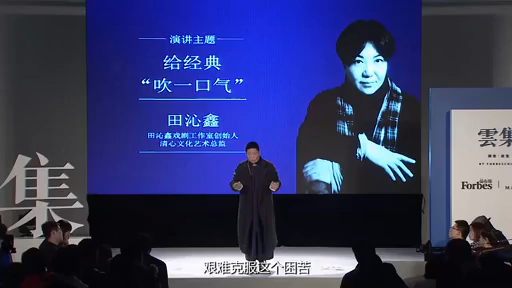 演讲主题
给经典
“吹一口气”
田沁鑫
田沁鑫戏剧工作室创始人
清心文化艺术总监
集
雲集
Forbes
艰难克服这个困苦